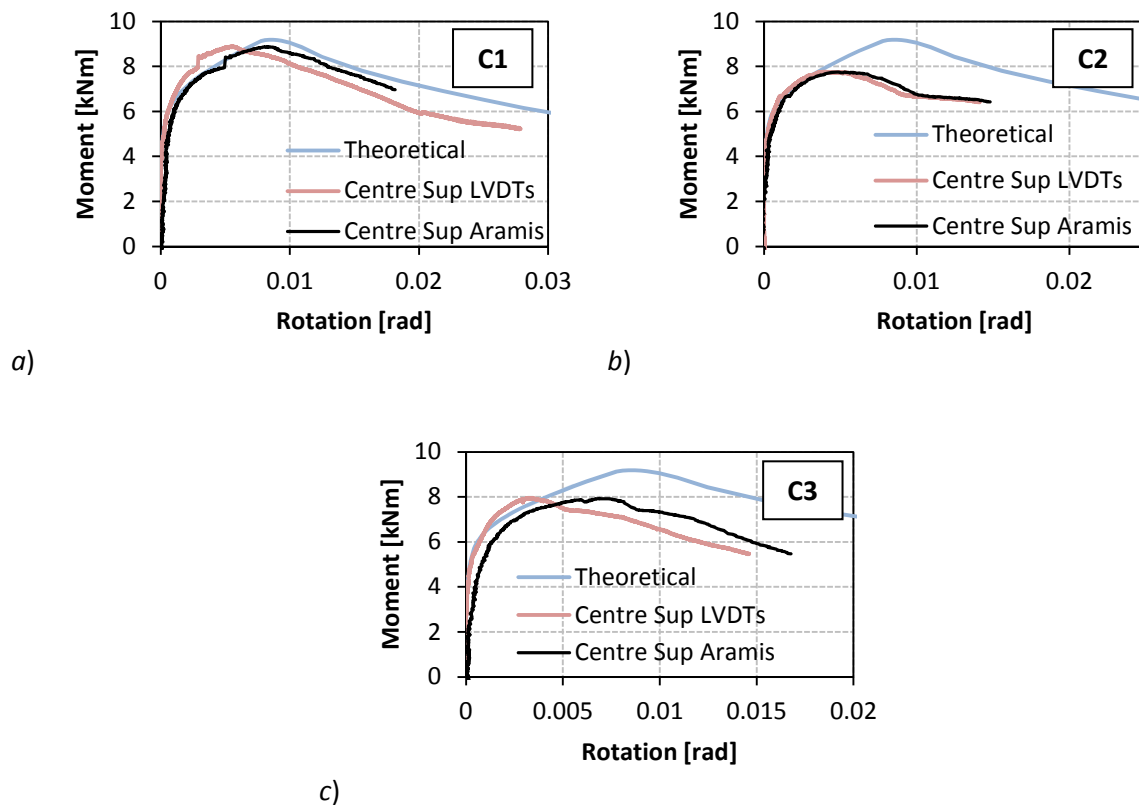 10
8
6
4
2
0
Moment [kNm]
C1
Theoretical
Centre Sup LVDTs
Centre Sup Aramis
0 0.01 0.02 0.03
Rotation [rad]
a)
10
8
6
4
2
0
Moment [kNm]
C2
Theoretical
Centre Sup LVDTs
Centre Sup Aramis
0 0.01 0.02
Rotation [rad]
b)
10
8
6
4
2
0
Moment [kNm]
C3
Theoretical
Centre Sup LVDTs
Centre Sup Aramis
0 0.005 0.01 0.015 0.02
Rotation [rad]
c)